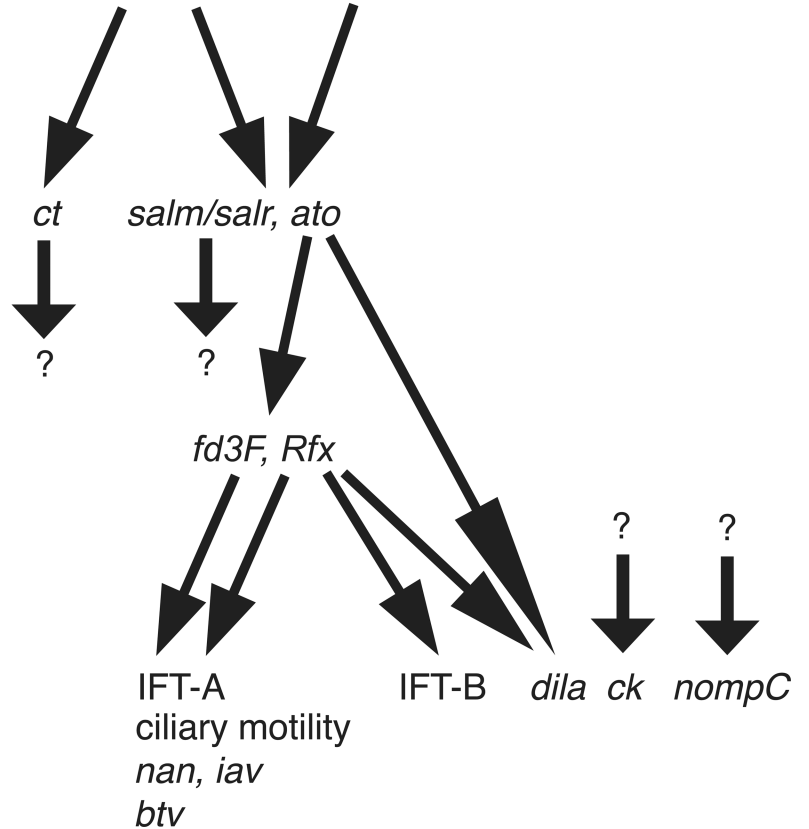 ct
salm/salr, ato
?
?
fd3F, Rfx
?
?
IFT-A
IFT-B
dila
ck
nompC
ciliary motility
nan, iav
btv